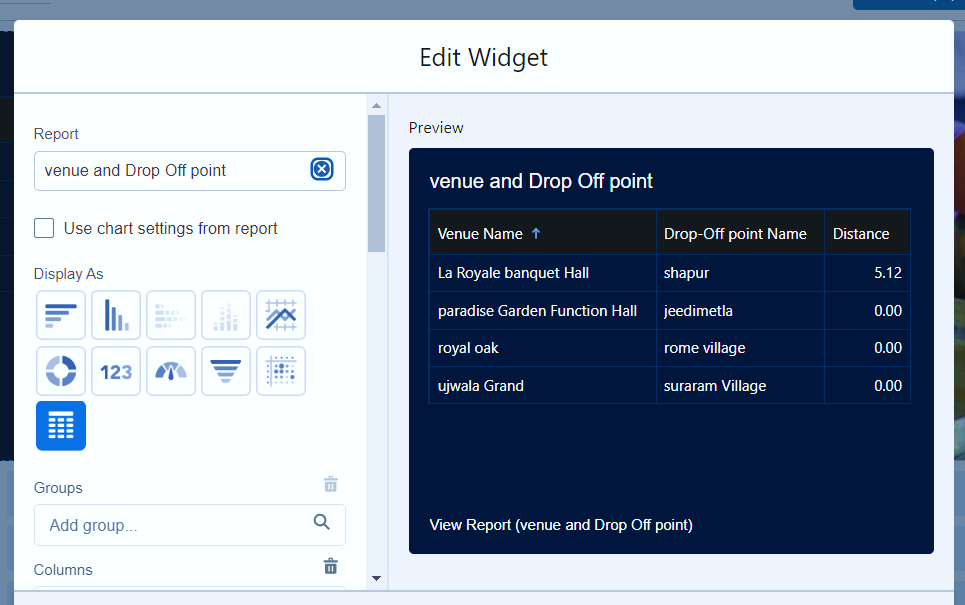 Edit Widget
Report
venue and Drop Off point
Use chart settings from report
Display As
123
Groups
Add group...
Columns
Preview
venue and Drop Off point
Venue Name ↑ Drop-Off point Name Distance
La Royale banquet Hall shapur 5.12
paradise Garden Function Hall jeedimetla 0.00
royal oak rome village 0.00
ujwala Grand suraram Village 0.00
View Report (venue and Drop Off point)